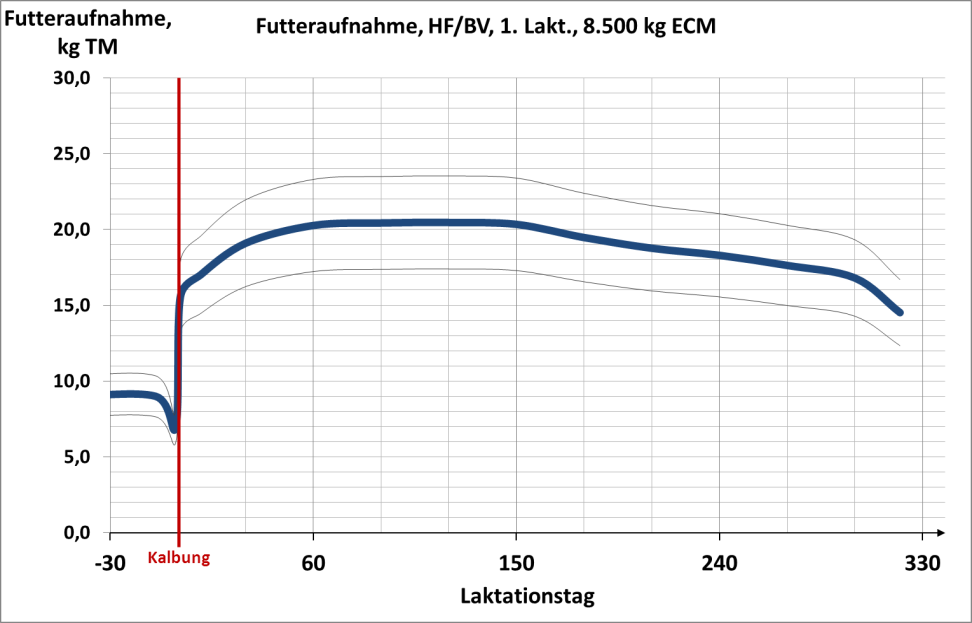 Futteraufnahme,
kg TM
Futteraufnahme, HF/BV, 1. Lakt., 8.500 kg ECM
30,0
25,0
20,0
15,0
10,0
5,0
0,0
-30
Kalbung
60
150
240
330
Laktationstag